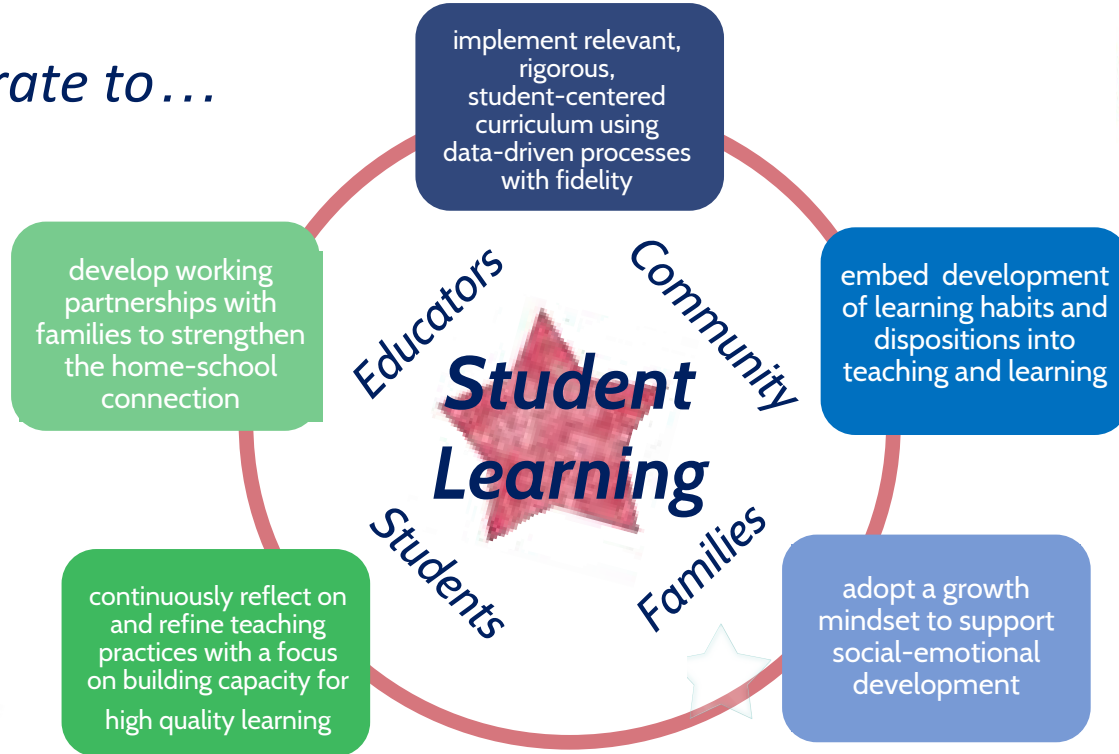 rate to…
implement relevant,
rigorous,
student-centered
curriculum using
data-driven processes
with fidelity
develop working
partnerships with
families to strengthen
the home-school
connection
Educators
Community
embed development
of learning habits and
dispositions into
teaching and learning
Student
Learning
Students
Families
continuously reflect on
and refine teaching
practices with a focus
on building capacity for
high quality learning
adopt a growth
mindset to support
social-emotional
development